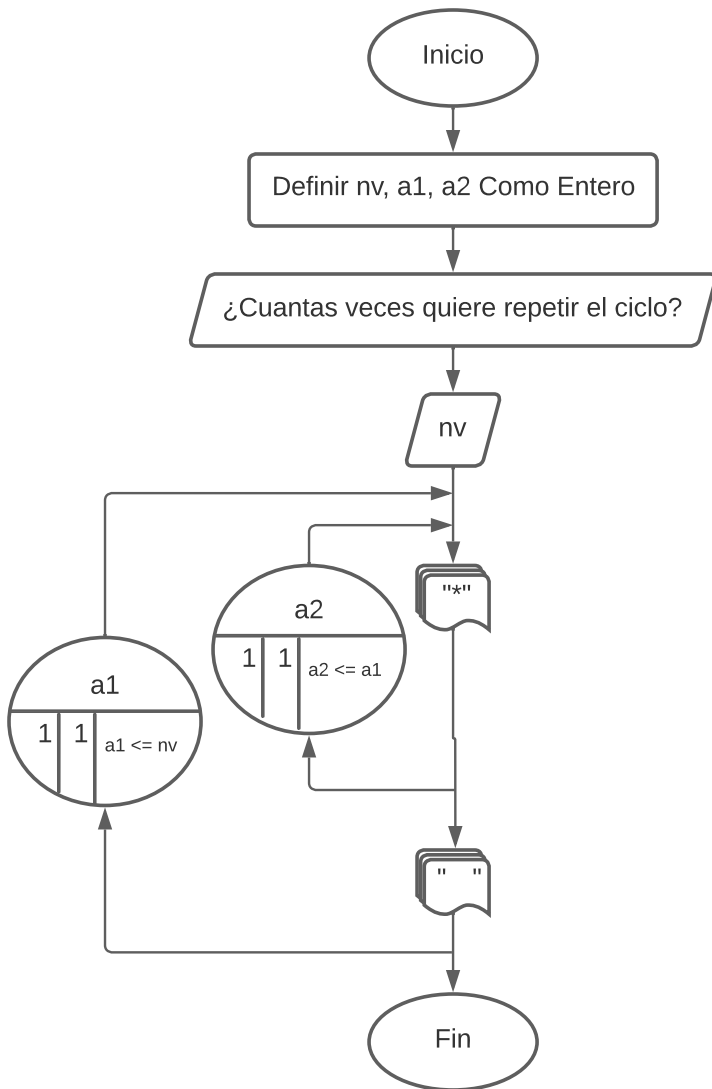 Inicio
Definir nv, a1, a2 Como Entero
¿Cuantas veces quiere repetir el ciclo?
nv
"*"
a2
1 1 a2 <= a1
a1
1 1 a1 <= nv
" "
Fin